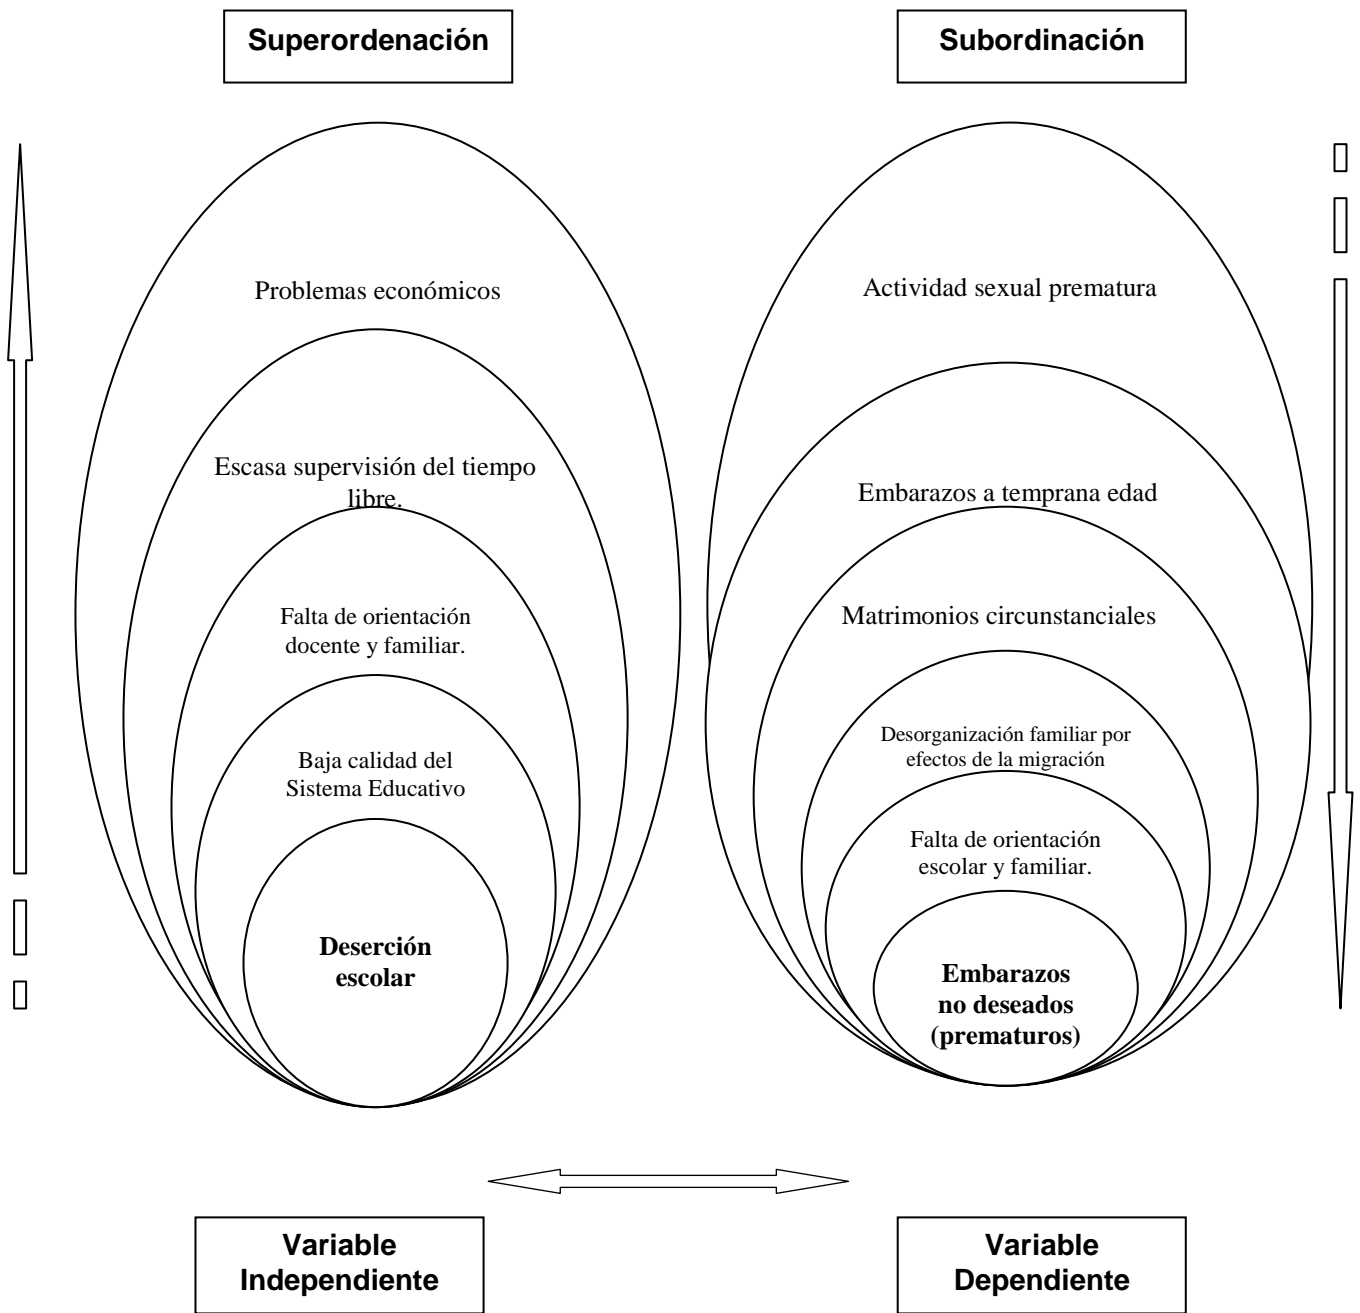 Superordenación
Subordinación
Problemas económicos
Escasa supervisión del tiempo
libre.
Falta de orientación
docente y familiar.
Baja calidad del
Sistema Educativo
Deserción
escolar
Actividad sexual prematura
Embarazos a temprana edad
Matrimonios circunstanciales
Desorganización familiar por
efectos de la migración
Falta de orientación
escolar y familiar.
Embarazos
no deseados
(prematuros)
Variable
Independiente
Variable
Dependiente